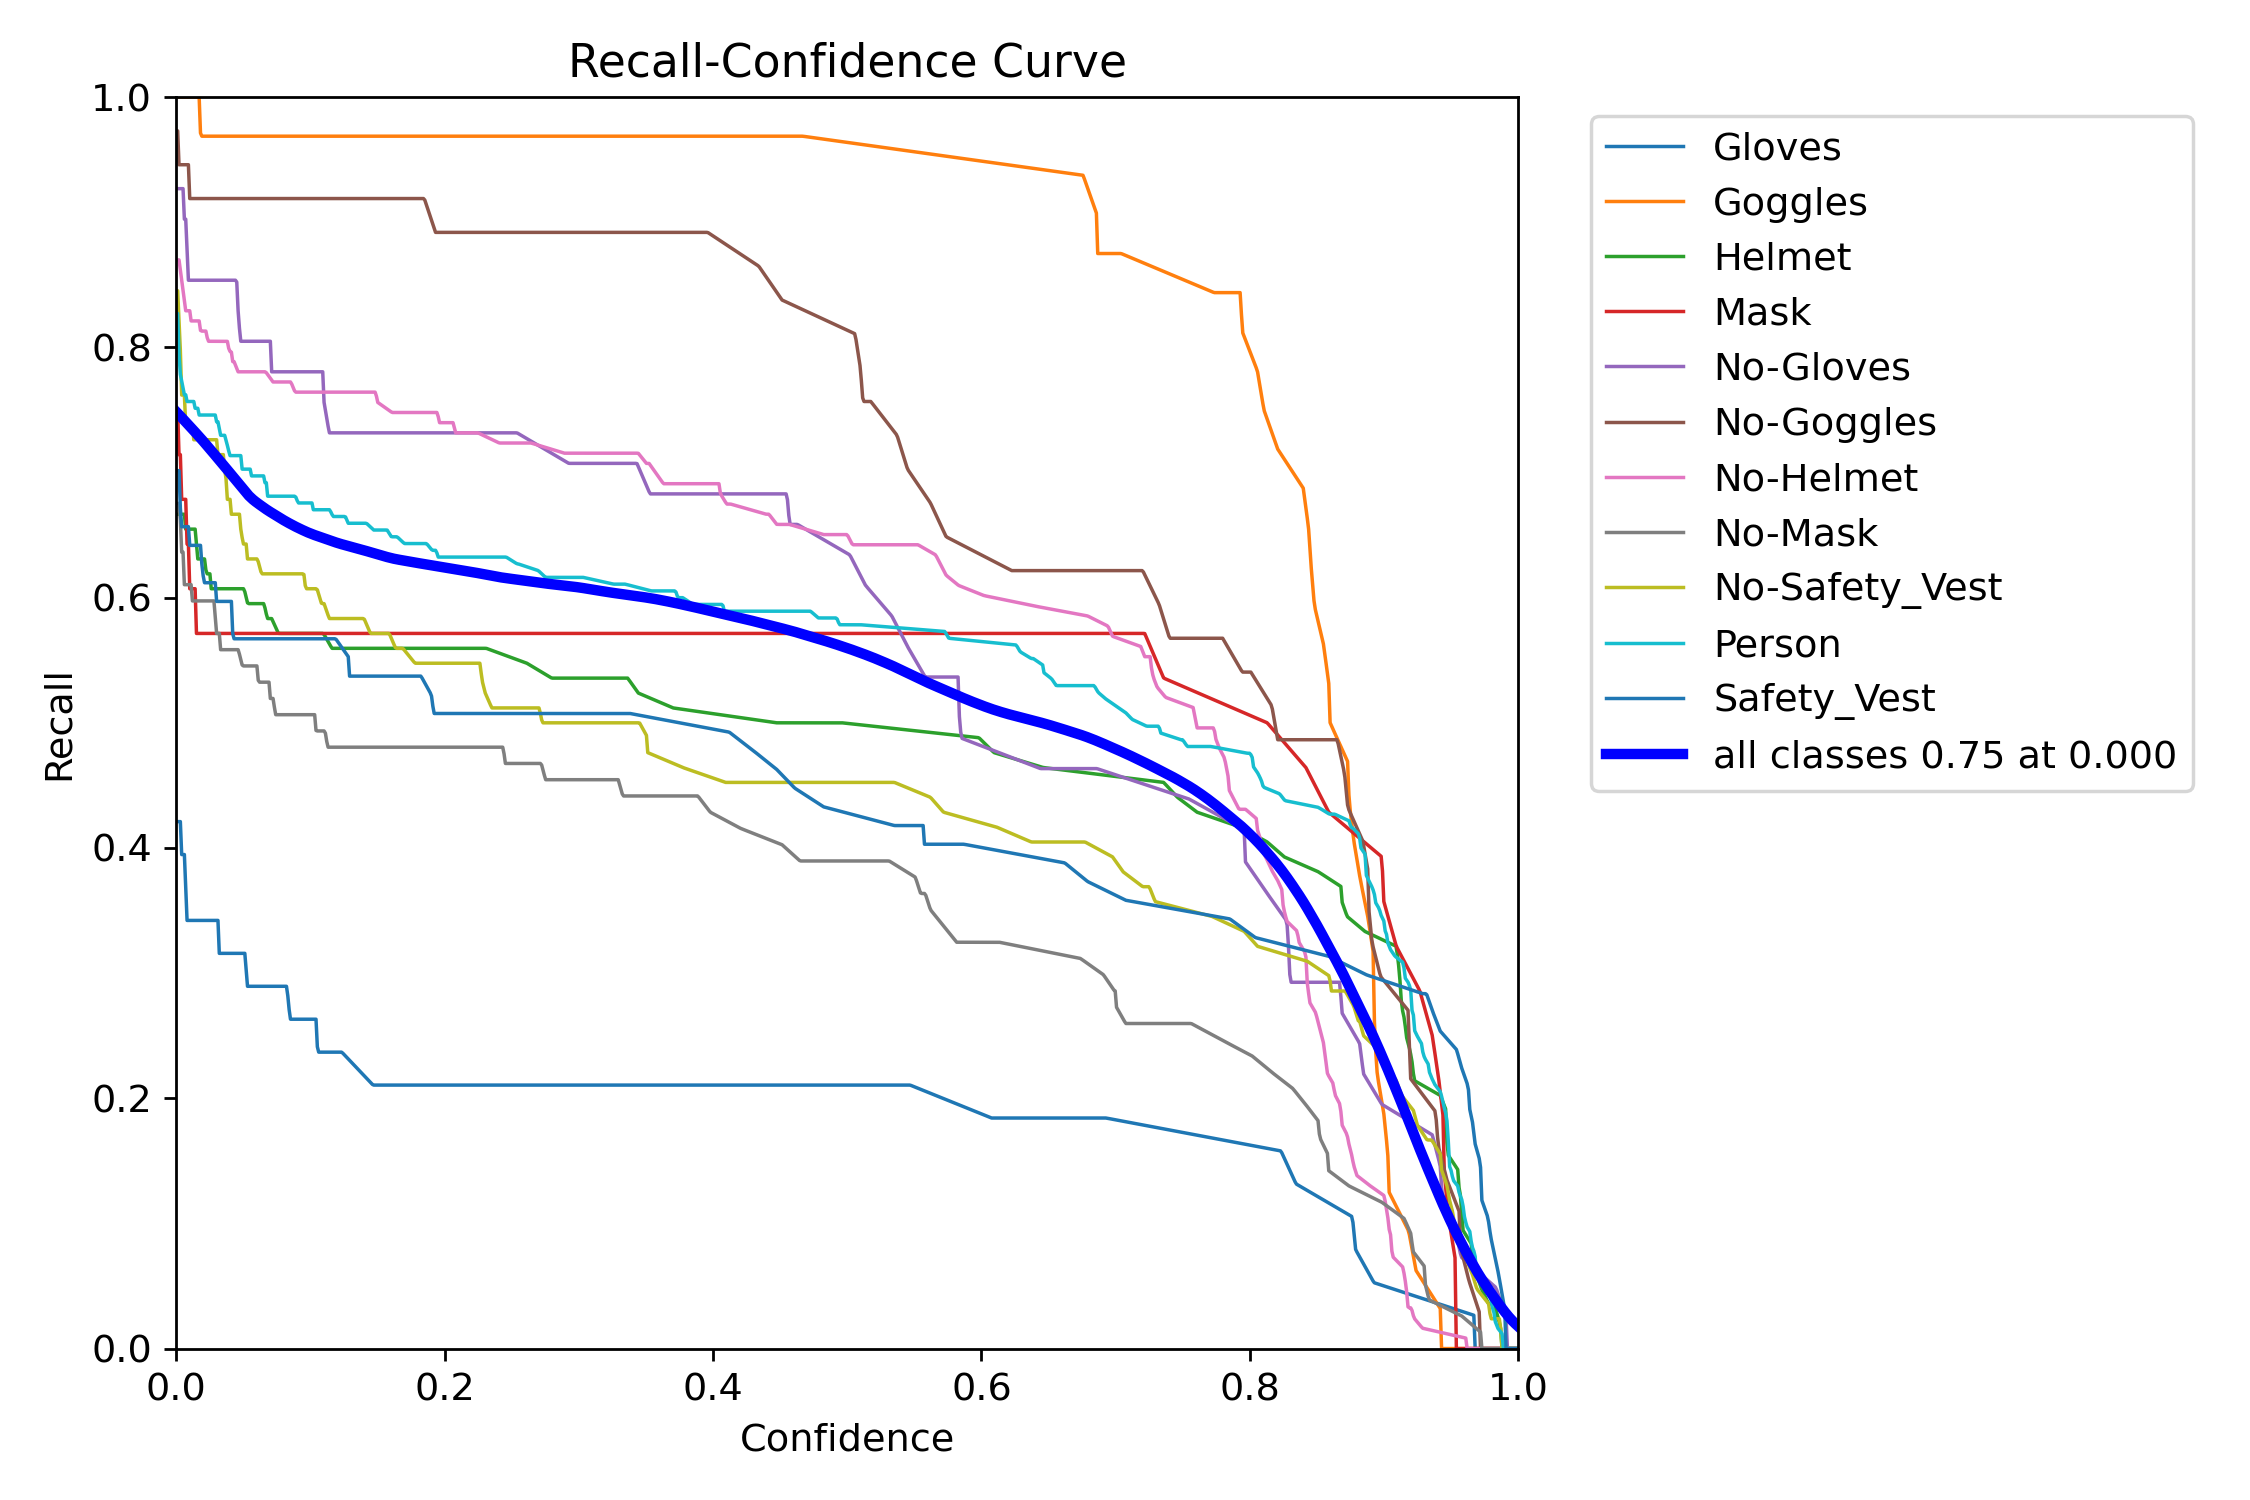 Recall-Confidence Curve
1.0
0.8
0.6
0.4
0.2
0.0
Recall
0.0 0.2 0.4 0.6 0.8 1.0
Confidence
Gloves
Goggles
Helmet
Mask
No-Gloves
No-Goggles
No-Helmet
No-Mask
No-Safety_Vest
Person
Safety_Vest
all classes 0.75 at 0.000